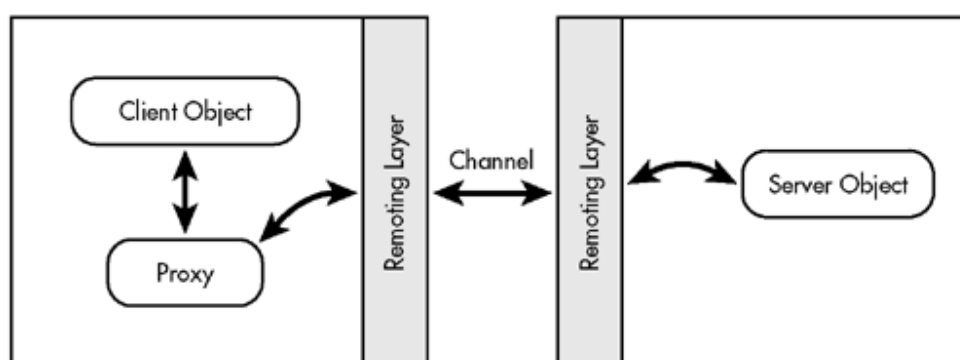 Client Object
Proxy
Remoting Layer
Channel
Remoting Layer
Server Object